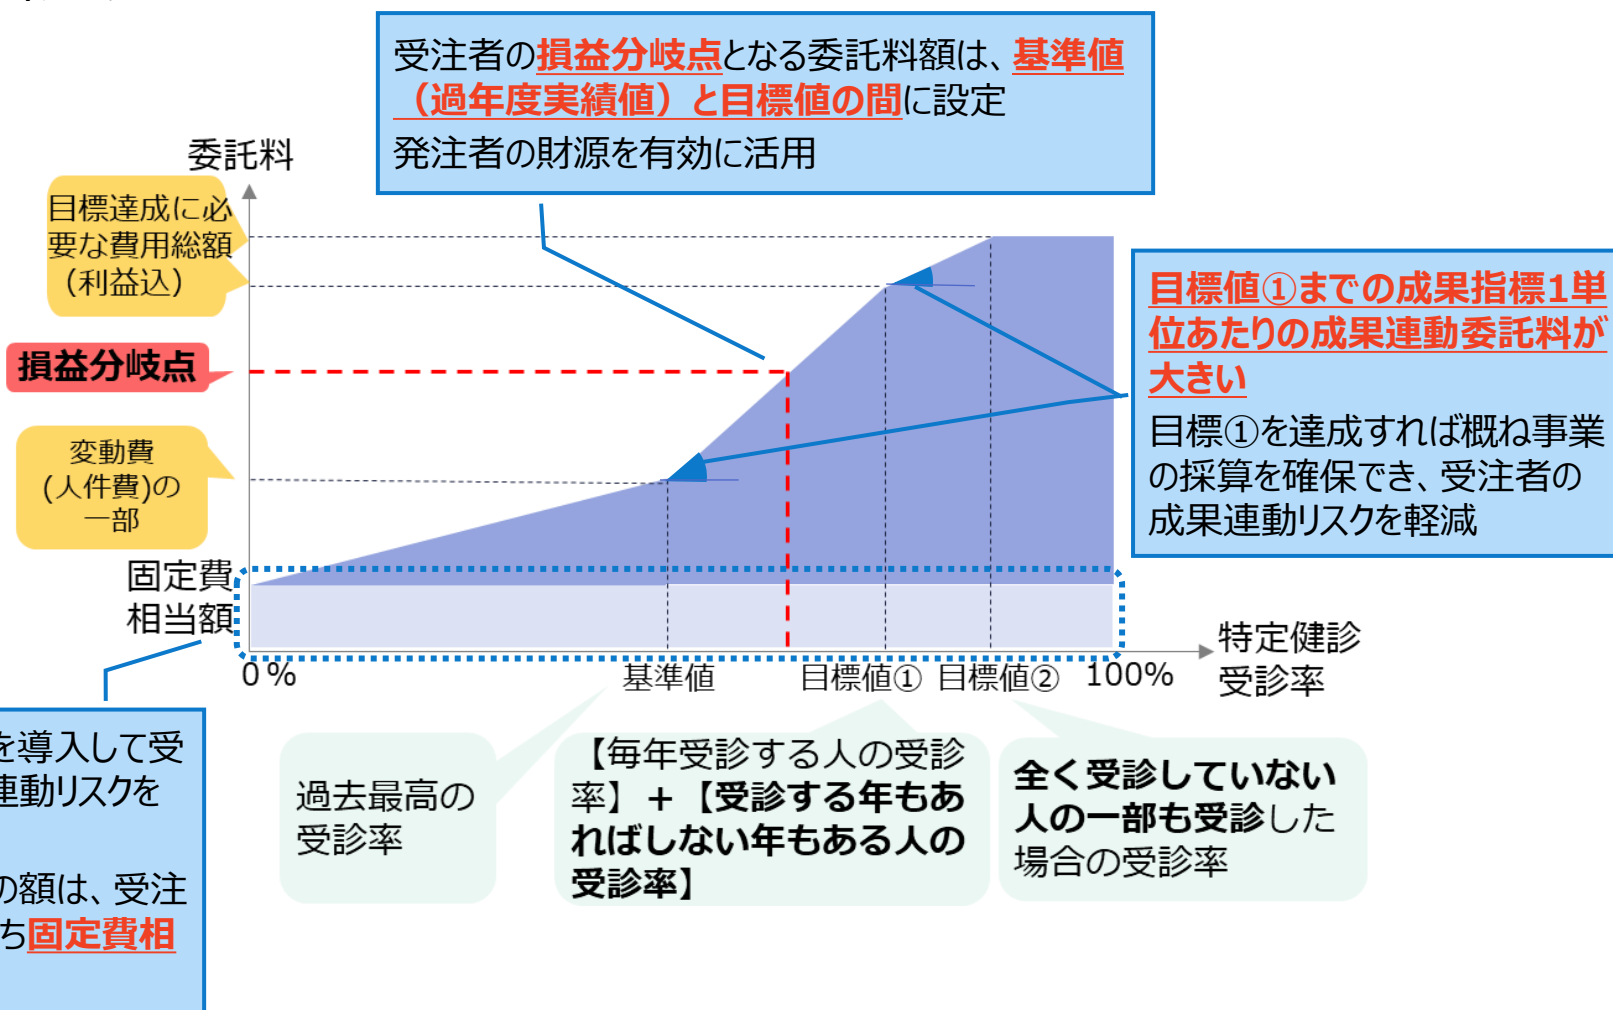 受注者の損益分岐点となる委託料額は、基準値
（過年度実績値）と目標値の間に設定
発注者の財源を有効に活用
委託料
目標達成に必
要な費用総額
（利益込）
損益分岐点
変動費
(人件費)の
一部
固定費
相当額
目標値①までの成果指標1単
位あたりの成果連動委託料が
大きい
目標①を達成すれば概ね事業
の採算を確保でき、受注者の
成果連動リスクを軽減
0%
基準値
目標値①
目標値②
100%
特定健診
受診率
を導入して受
連動リスクを
の額は、受注
ち固定費相
過去最高の
受診率
【毎年受診する人の受診
率】＋【受診する年もあ
ればしない年もある人の
受診率】
全く受診していない
人の一部も受診した
場合の受診率